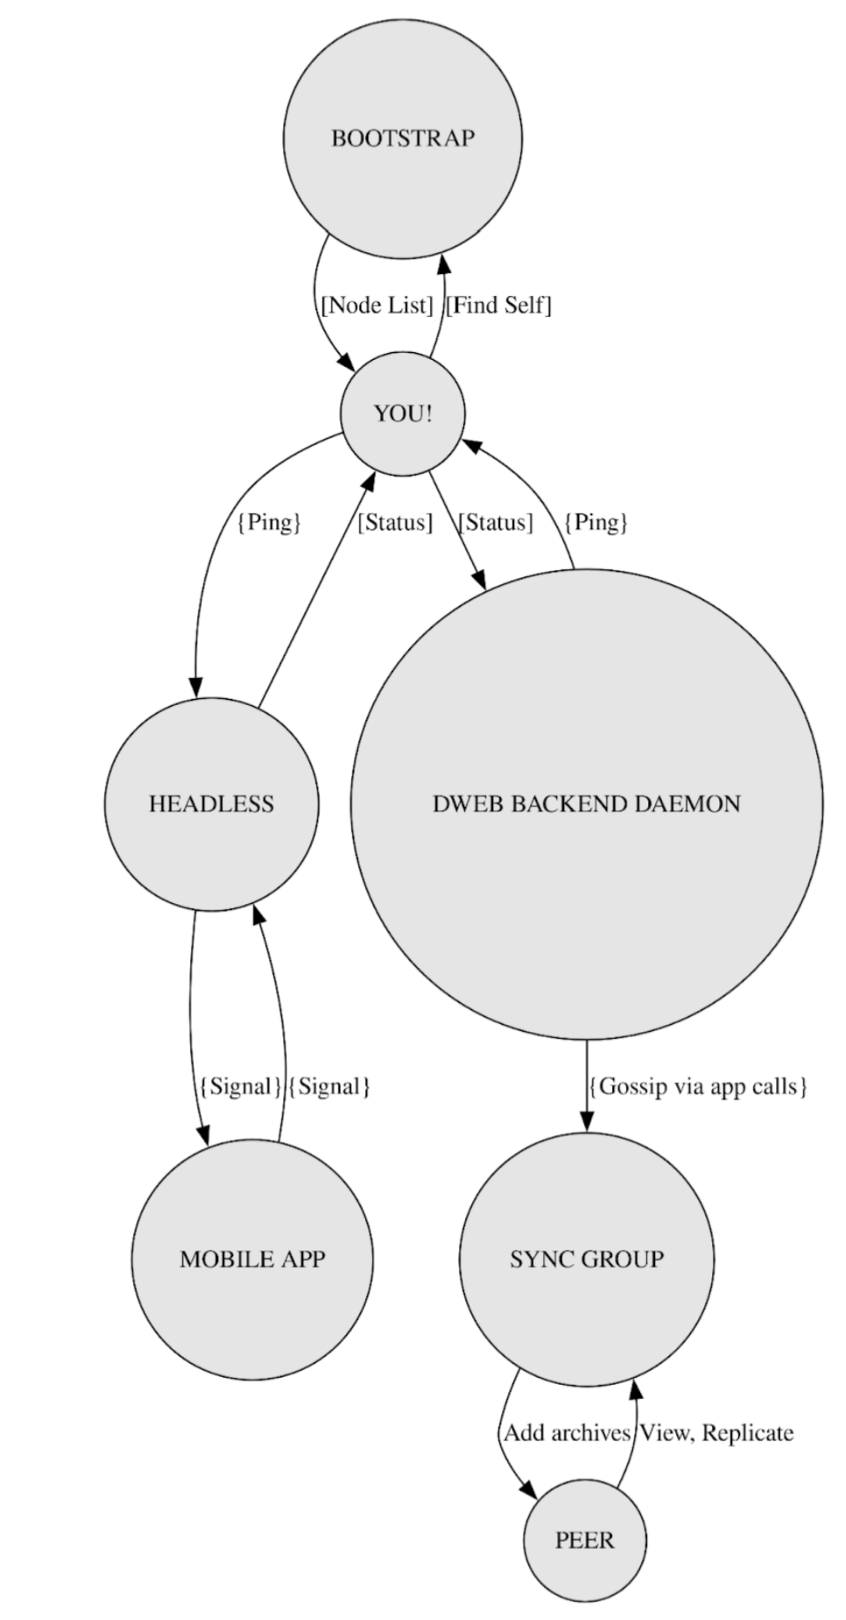 BOOTSTRAP
[Node List]
[Find Self]
YOU!
{Ping}
[Status]
[Status]
{Ping}
HEADLESS
DWEB BACKEND DAEMON
{Signal}
{Signal}
{Gossip via app calls}
MOBILE APP
SYNC GROUP
Add archives
View, Replicate
PEER